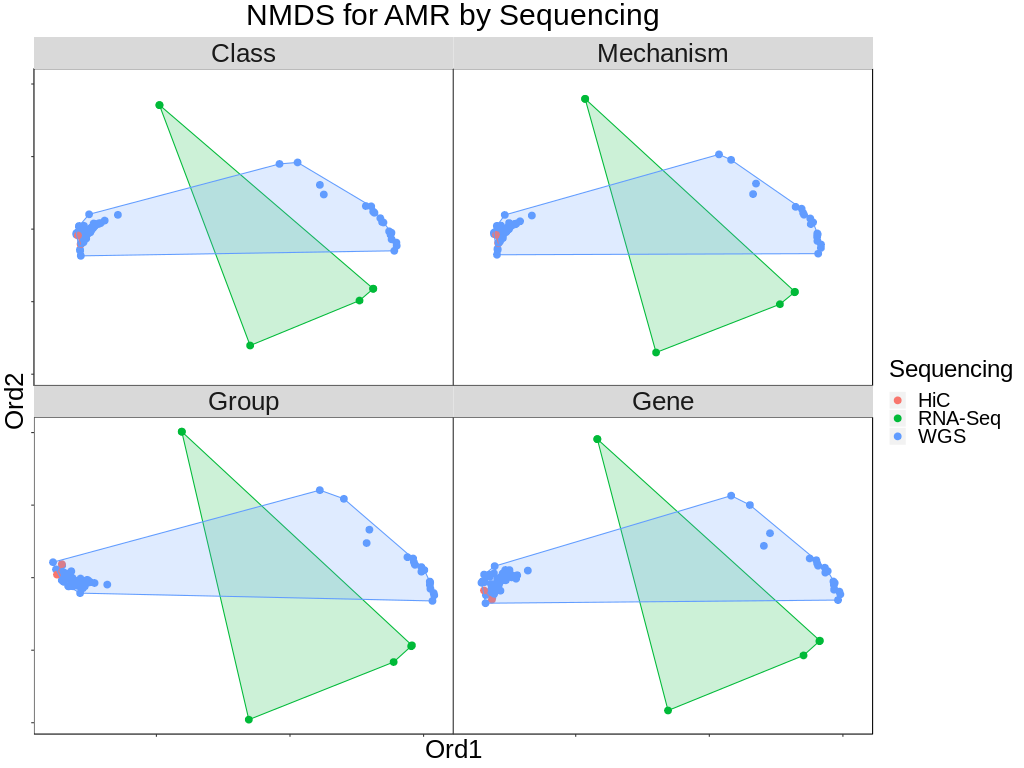 NMDS for AMR by Sequencing
Class
Mechanism
Group
Gene
Ord2
Ord1
Sequencing
HiC
RNA-Seq
WGS